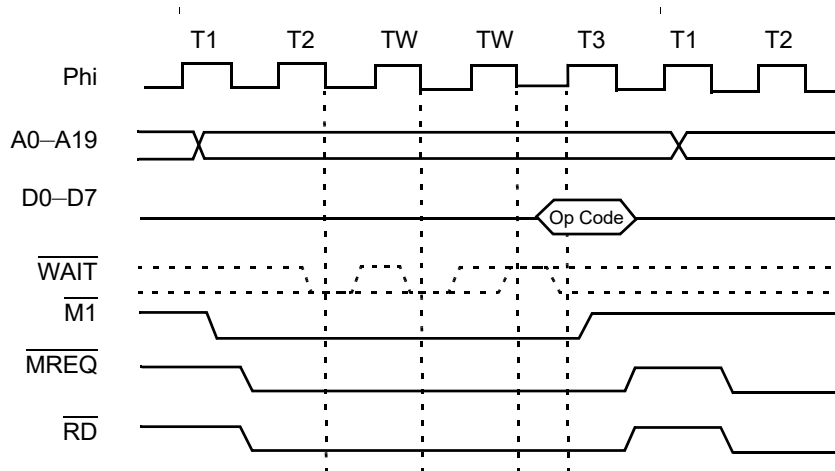 T1 T2 TW TW T3 T1 T2
Phi
A0–A19
D0–D7
Op Code
WAIT
M1
MREQ
RD